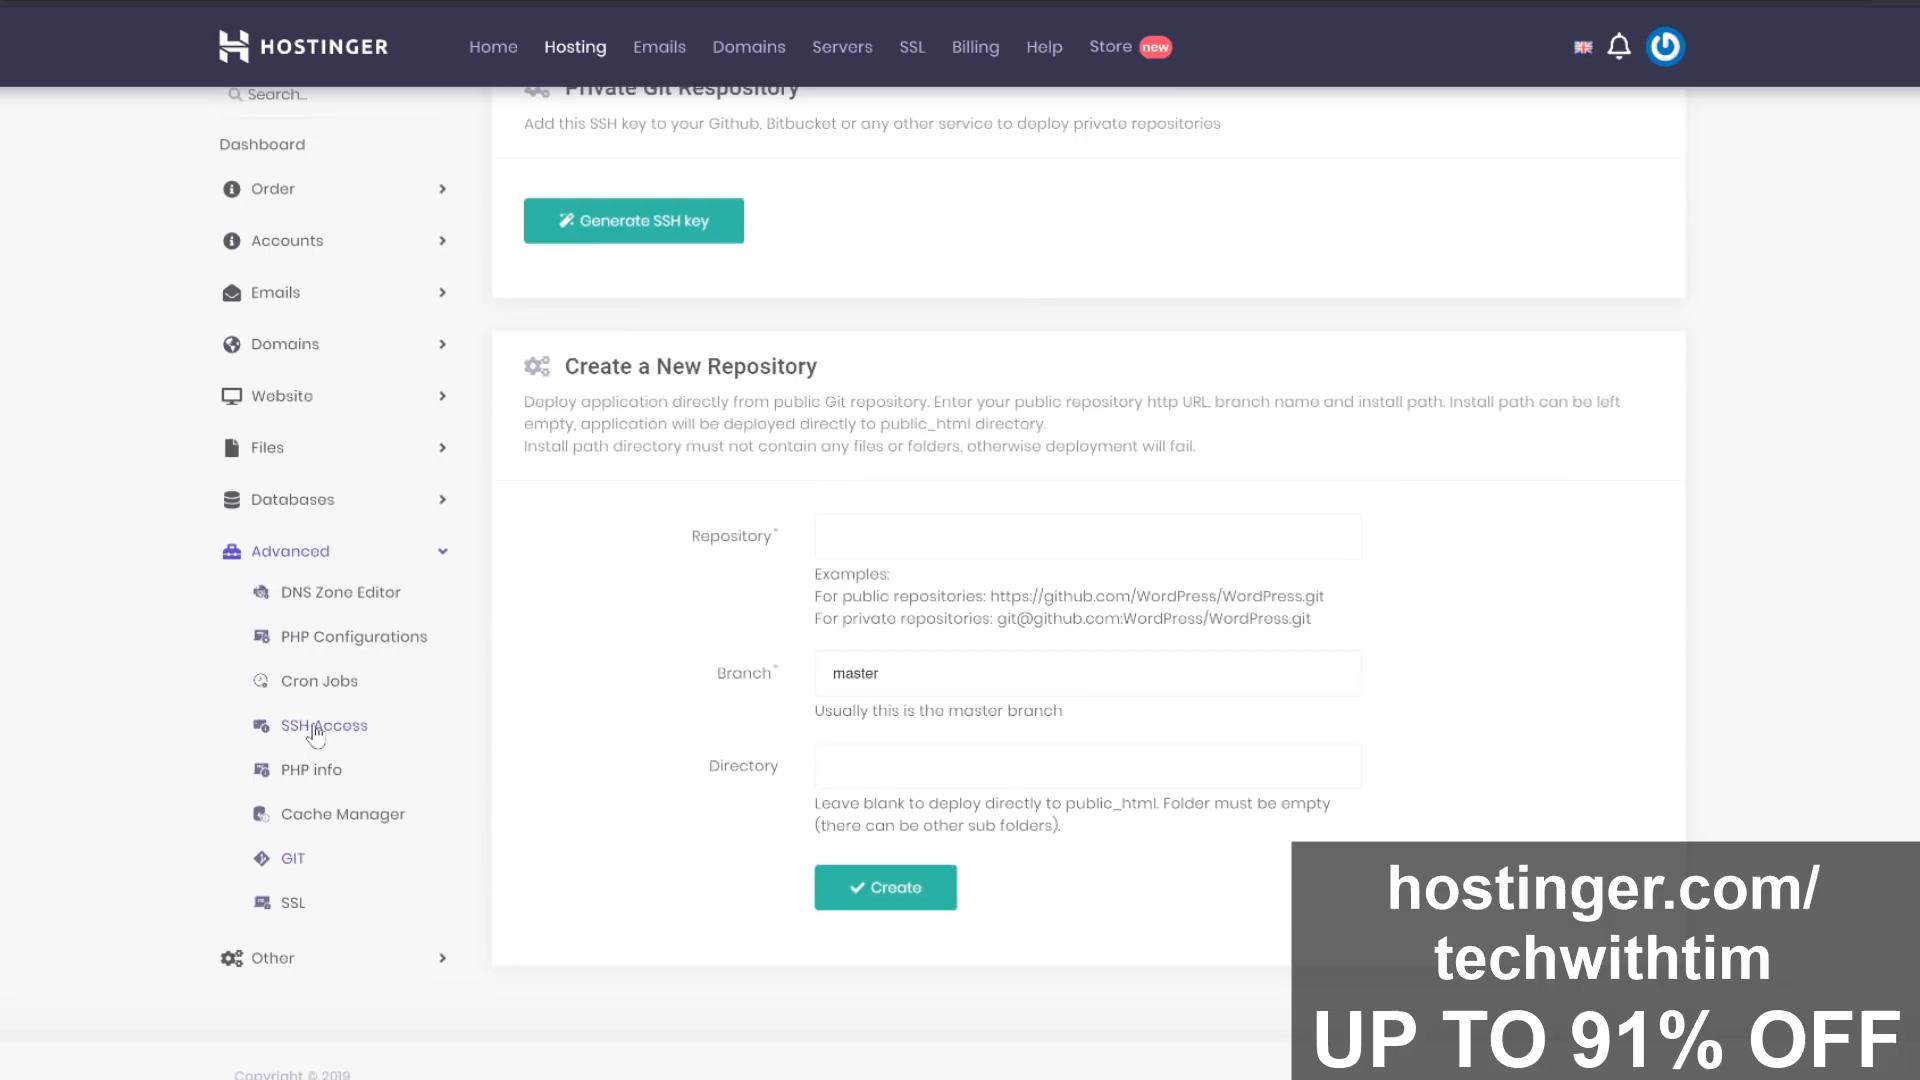 HOSTINGER
Home
Hosting
Emails
Domains
Servers
SSL
Billing
Help
Store new
Search...
Dashboard
Order
Accounts
Emails
Domains
Website
Files
Databases
Advanced
DNS Zone Editor
PHP Configurations
Cron Jobs
SSH Access
PHP info
Cache Manager
GIT
SSL
Other
Private Git Respository
Add this SSH key to your Github, Bitbucket or any other service to deploy private repositories
Generate SSH key
Create a New Repository
Deploy application directly from public Git repository. Enter your public repository http URL, branch name and install path. Install path can be left
empty, application will be deployed directly to public_html directory.
Install path directory must not contain any files or folders, otherwise deployment will fail.
Repository*
Examples:
For public repositories: https://github.com/WordPress/WordPress.git
For private repositories: git@github.com:WordPress/WordPress.git
Branch*
master
Usually this is the master branch
Directory
Leave blank to deploy directly to public_html. Folder must be empty
(there can be other sub folders).
Create
hostinger.com/
techwithtim
UP TO 91% OFF
Copyright © 2019